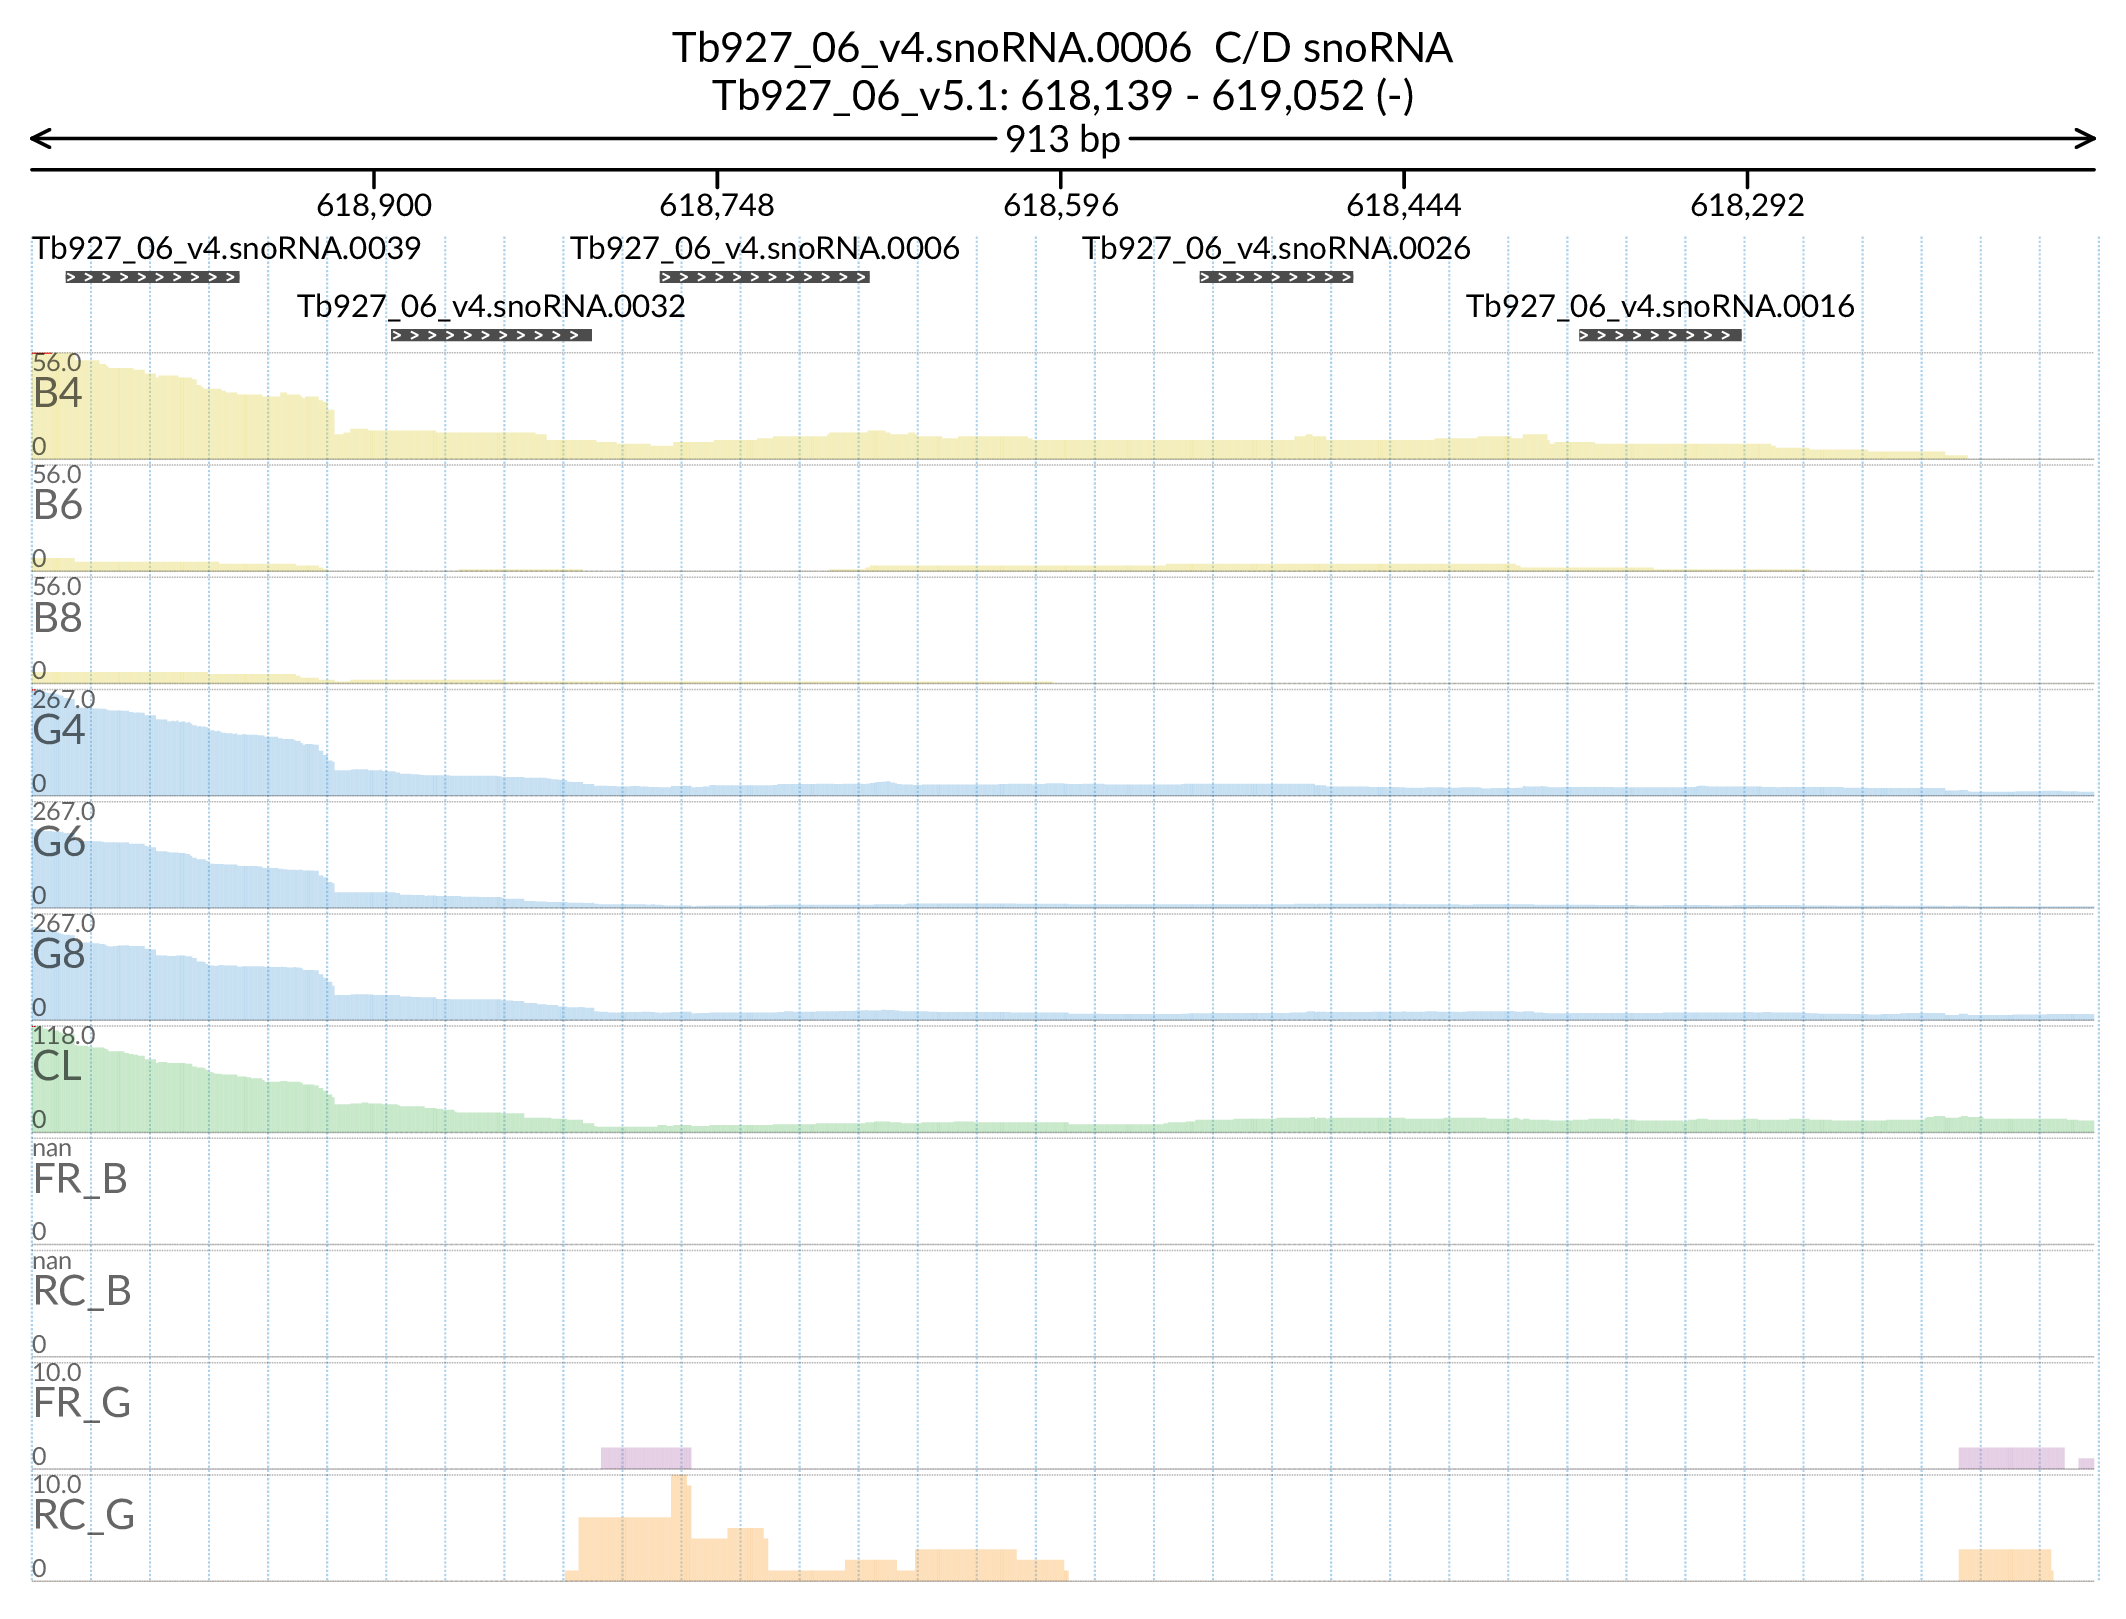 Tb927_06_v4.snoRNA.0006  C/D snoRNA
Tb927_06_v5.1: 618,139 - 619,052 (-)
913 bp
618,900 618,748 618,596 618,444 618,292
Tb927_06_v4.snoRNA.0039 Tb927_06_v4.snoRNA.0006 Tb927_06_v4.snoRNA.0026
Tb927_06_v4.snoRNA.0032 Tb927_06_v4.snoRNA.0016
56.0
B4
0
56.0
B6
0
56.0
B8
0
267.0
G4
0
267.0
G6
0
267.0
G8
0
118.0
CL
0
nan
FR_B
0
nan
RC_B
0
10.0
FR_G
0
10.0
RC_G
0